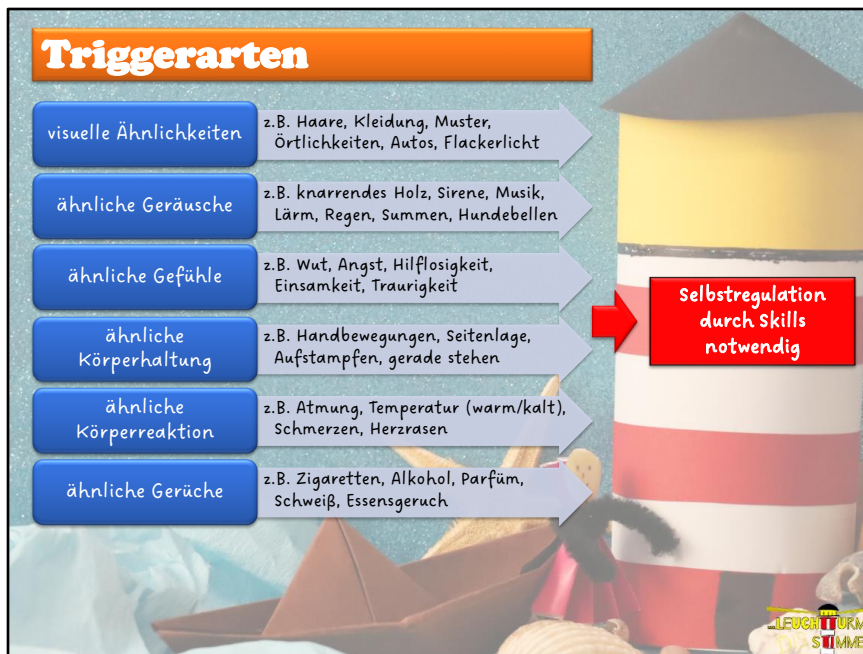 Triggerarten
visuelle Ähnlichkeiten
z.B. Haare, Kleidung, Muster,
Örtlichkeiten, Autos, Flackerlicht
ähnliche Geräusche
z.B. knarrendes Holz, Sirene, Musik,
Lärm, Regen, Summen, Hundebellen
ähnliche Gefühle
z.B. Wut, Angst, Hilflosigkeit,
Einsamkeit, Traurigkeit
ähnliche
Körperhaltung
z.B. Handbewegungen, Seitenlage,
Aufstampfen, gerade stehen
ähnliche
Körperreaktion
z.B. Atmung, Temperatur (warm/kalt),
Schmerzen, Herzrasen
ähnliche Gerüche
z.B. Zigaretten, Alkohol, Parfüm,
Schweiß, Essensgeruch
Selbstregulation
durch Skills
notwendig